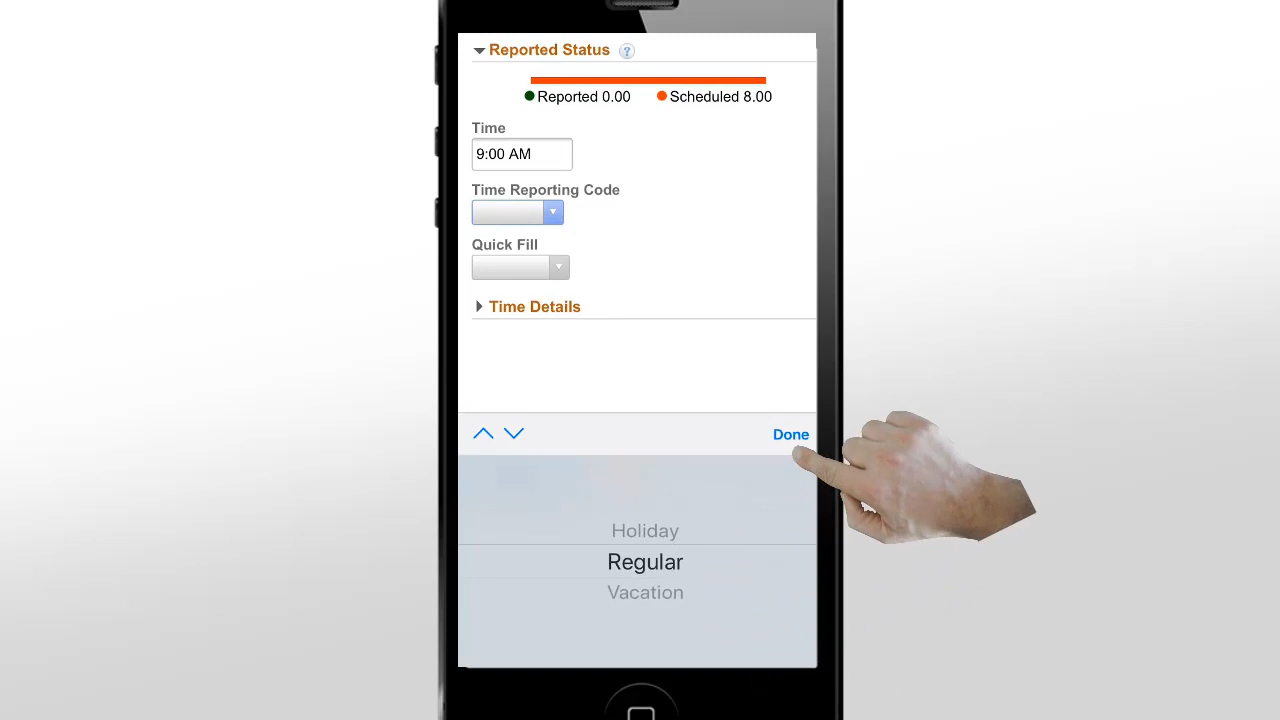 Reported Status ?
Reported 0.00 Scheduled 8.00
Time
9:00 AM
Time Reporting Code
Quick Fill
Time Details
Done
Holiday
Regular
Vacation